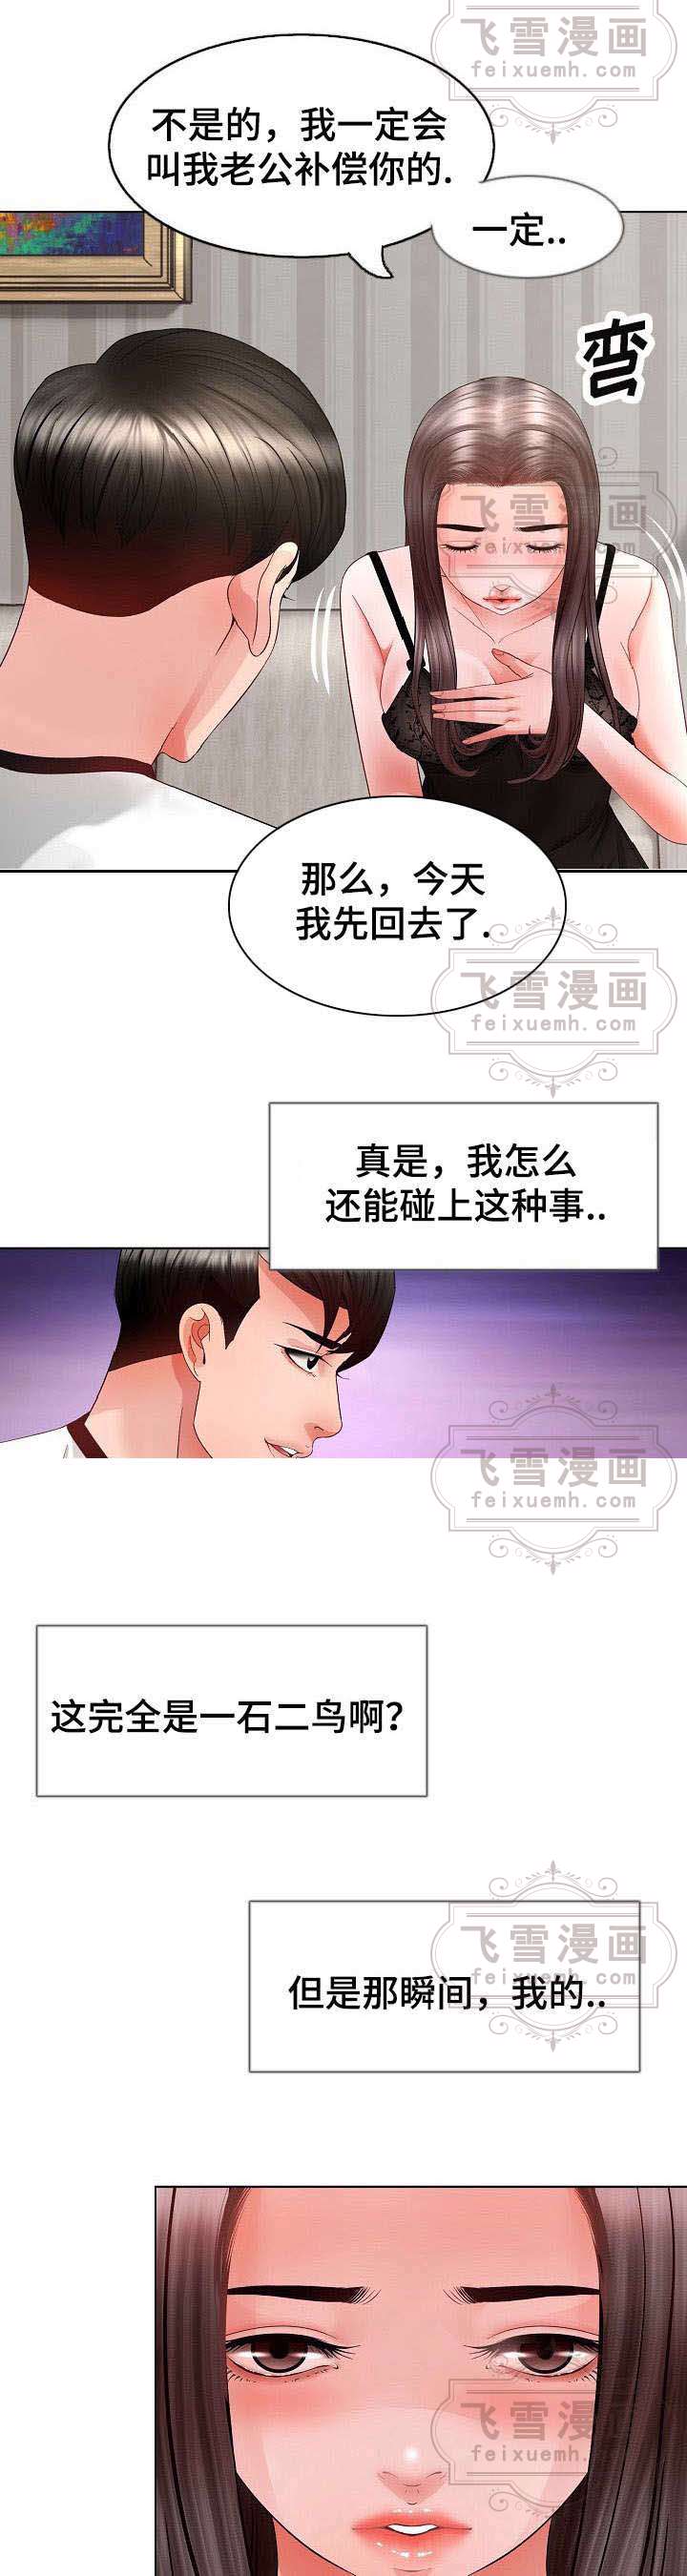 飞雪漫画
feixuemh.com
不是的，我一定会
叫我老公补偿你的.
一定..
弯
飞雪漫画
feixuemh.com
那么，今天
我先回去了.
飞雪漫画
feixuemh.com
真是，我怎么
还能碰上这种事..
飞雪漫画
feixuemh.com
这完全是一石二鸟啊？
飞雪漫画
feixuemh.com
但是那瞬间，我的..
飞雪漫画
feixuemh.com